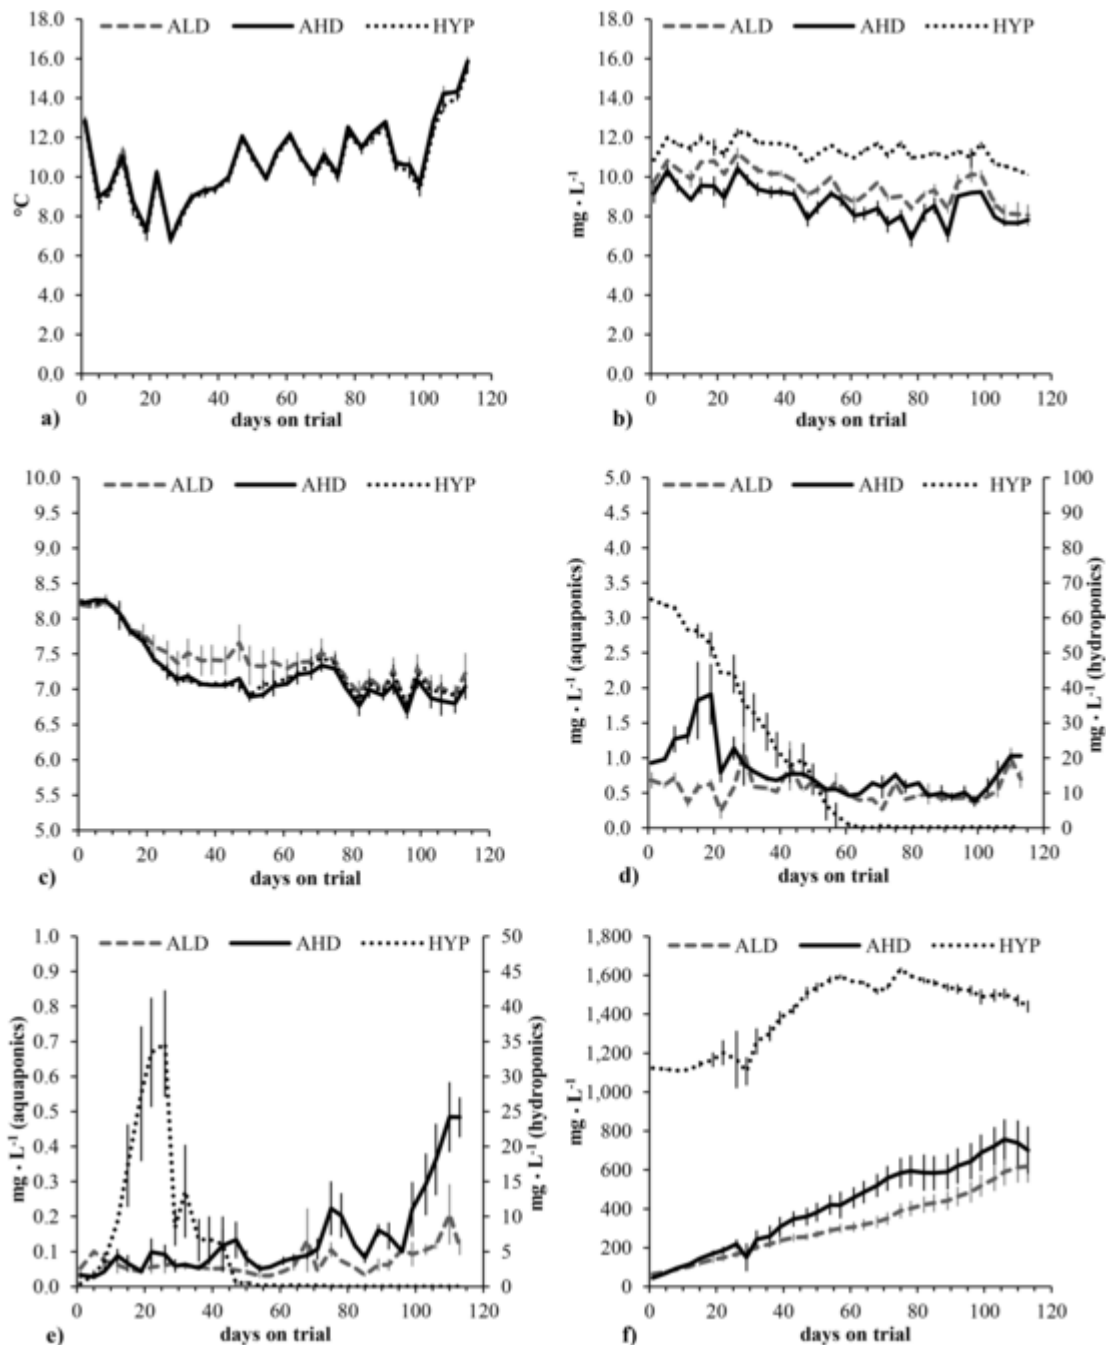 18.0
ALD AHD HYP
16.0
14.0
12.0
10.0
8.0
6.0
4.0
2.0
0.0
°C
0 20 40 60 80 100 120
a) days on trial
18.0
ALD AHD HYP
16.0
14.0
12.0
10.0
8.0
6.0
4.0
2.0
0.0
mg • L-1
0 20 40 60 80 100 120
b) days on trial
10.0
ALD AHD HYP
9.5
9.0
8.5
8.0
7.5
7.0
6.5
6.0
5.5
5.0
0 20 40 60 80 100 120
c) days on trial
5.0 100
ALD AHD HYP
4.5 90
4.0 80
3.5 70
3.0 60
2.5 50
2.0 40
1.5 30
1.0 20
0.5 10
0.0 0
mg • L-1 (aquaponics)
mg • L-1 (hydroponics)
0 20 40 60 80 100 120
d) days on trial
1.0 50
ALD AHD HYP
0.9 45
0.8 40
0.7 35
0.6 30
0.5 25
0.4 20
0.3 15
0.2 10
0.1 5
0.0 0
mg • L-1 (aquaponics)
mg • L-1 (hydroponics)
0 20 40 60 80 100 120
e) days on trial
1,800
ALD AHD HYP
1,600
1,400
1,200
1,000
800
600
400
200
0
mg • L-1
0 20 40 60 80 100 120
f) days on trial